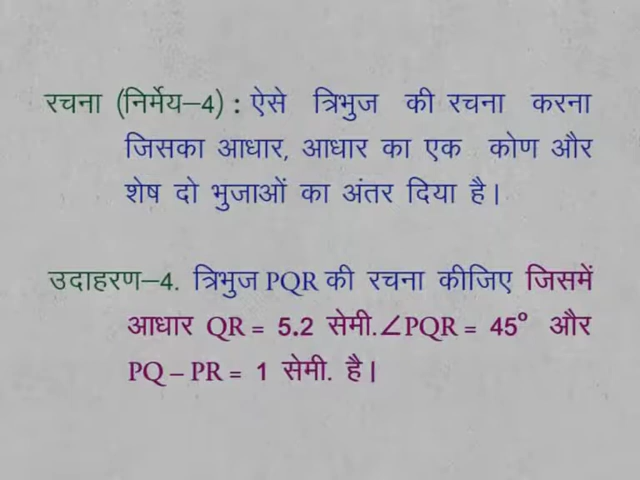 रचना (निर्मेय–4) : ऐसे त्रिभुज की रचना करना
जिसका आधार, आधार का एक कोण और
शेष दो भुजाओं का अंतर दिया है।
उदाहरण–4. त्रिभुज PQR की रचना कीजिए जिसमें
आधार QR = 5.2 सेमी.∠PQR = 45° और
PQ – PR = 1 सेमी. है।